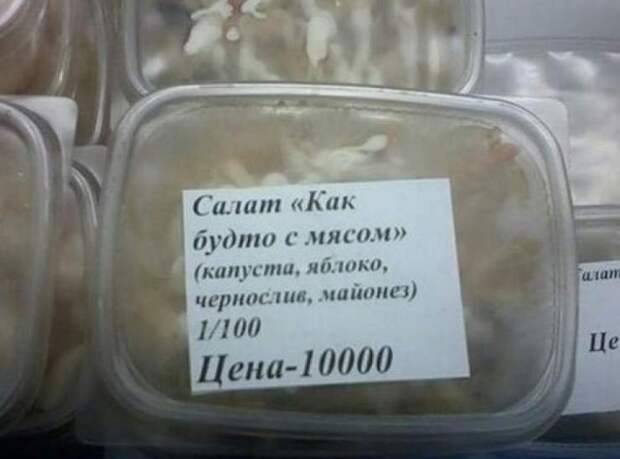 Салат «Как
будто с мясом»
(капуста, яблоко,
чернослив, майонез)
1/100
Цена-10000